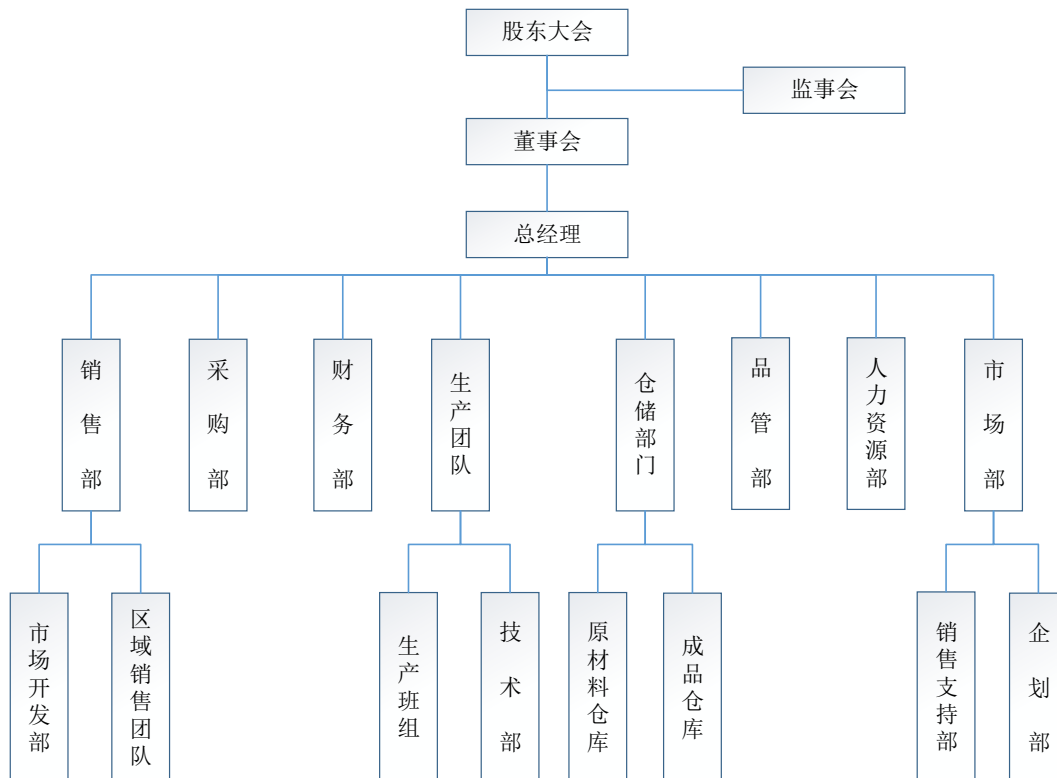 股东大会
监事会
董事会
总经理
销售部
采购部
财务部
生产团队
仓储部门
品管部
人力资源部
市场部
市场开发部
区域销售团队
生产班组
技术部
原材料仓库
成品仓库
销售支持部
企划部